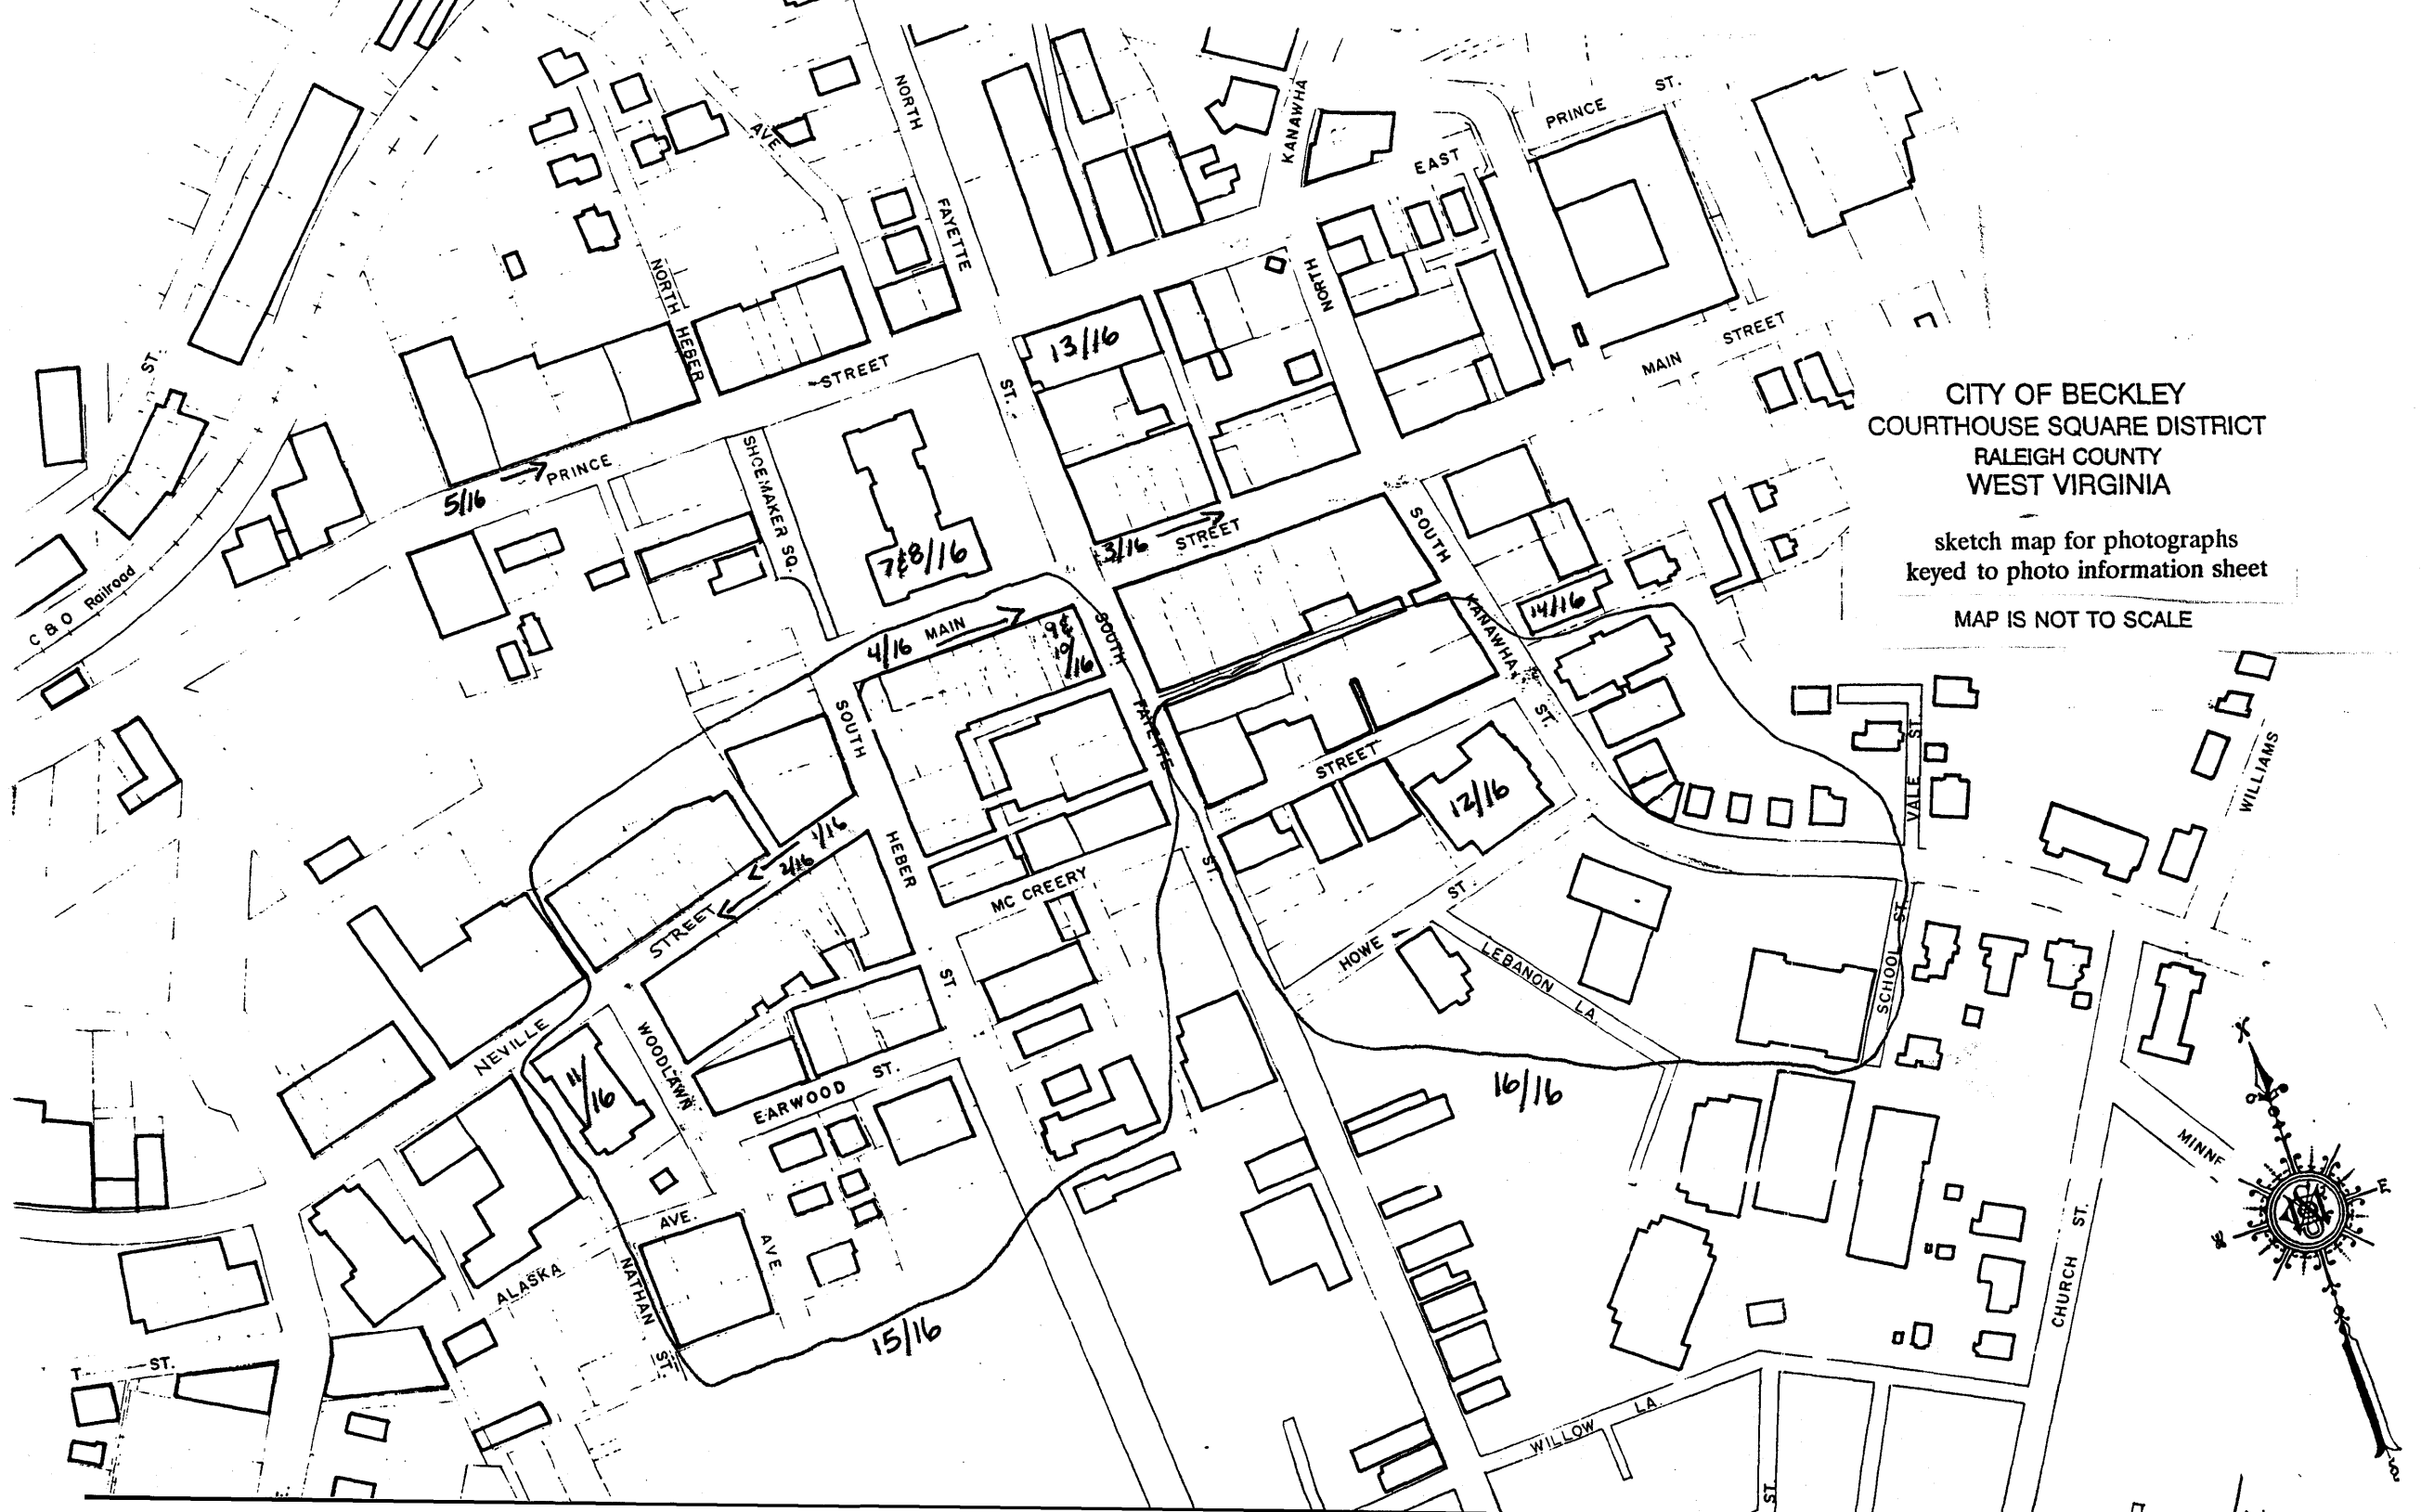 CITY OF BECKLEY
COURTHOUSE SQUARE DISTRICT
RALEIGH COUNTY
WEST VIRGINIA
sketch map for photographs
keyed to photo information sheet
MAP IS NOT TO SCALE
NORTH
FAYETTE
ST.
AVE
KANAWHA
NORTH
EAST
PRINCE
ST.
NORTH HEBER
STREET
13/16
MAIN
STREET
ST.
PRINCE
5/16
SHOEMAKER SQ.
7&8/16
3/16
STREET
SOUTH
KANAWHA
ST.
14/16
C & O Railroad
4/16
MAIN
9&
10/16
SOUTH
FAYETTE
ST.
SOUTH
HEBER
ST.
STREET
12/16
VALE
ST.
WILLIAMS
1/16
2/16
STREET
MC CREERY
HOWE
ST.
LEBANON
LA.
SCHOOL ST.
NEVILLE
WOODLAWN
AVE
11/16
EARWOOD
ST.
16/16
MINNE
E
S
ALASKA
AVE.
NATHAN
ST.
15/16
CHURCH
ST.
T
ST.
WILLOW
LA.
ST.